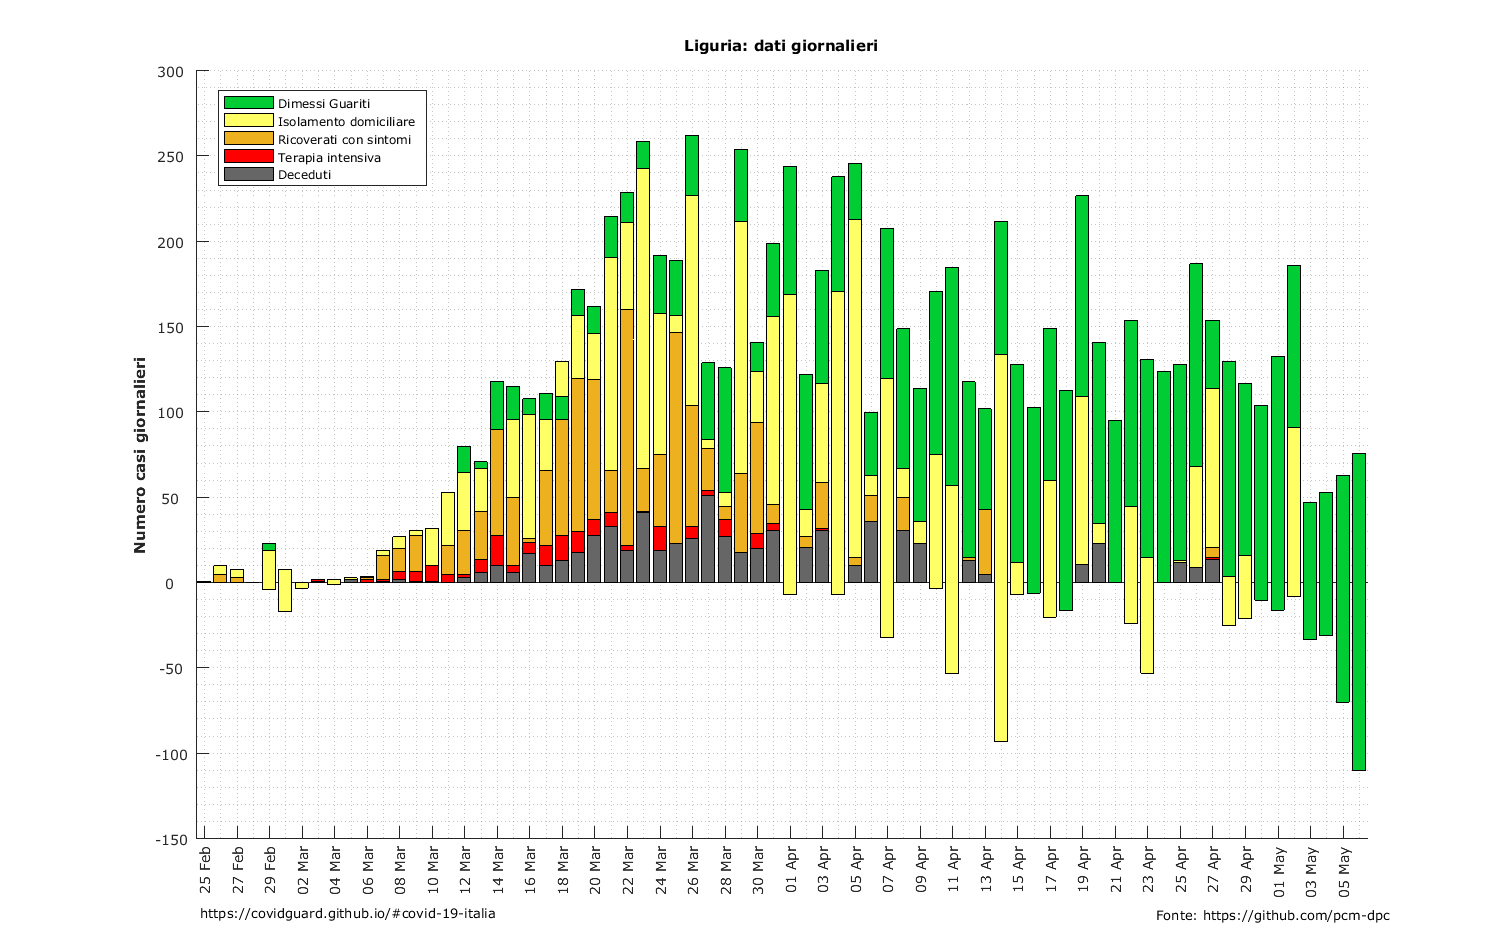 Liguria: dati giornalieri
Numero casi giornalieri
300
250
200
150
100
50
0
-50
-100
-150
Dimessi Guariti
Isolamento domiciliare
Ricoverati con sintomi
Terapia intensiva
Deceduti
25 Feb
27 Feb
29 Feb
02 Mar
04 Mar
06 Mar
08 Mar
10 Mar
12 Mar
14 Mar
16 Mar
18 Mar
20 Mar
22 Mar
24 Mar
26 Mar
28 Mar
30 Mar
01 Apr
03 Apr
05 Apr
07 Apr
09 Apr
11 Apr
13 Apr
15 Apr
17 Apr
19 Apr
21 Apr
23 Apr
25 Apr
27 Apr
29 Apr
01 May
03 May
05 May
https://covidguard.github.io/#covid-19-italia
Fonte: https://github.com/pcm-dpc